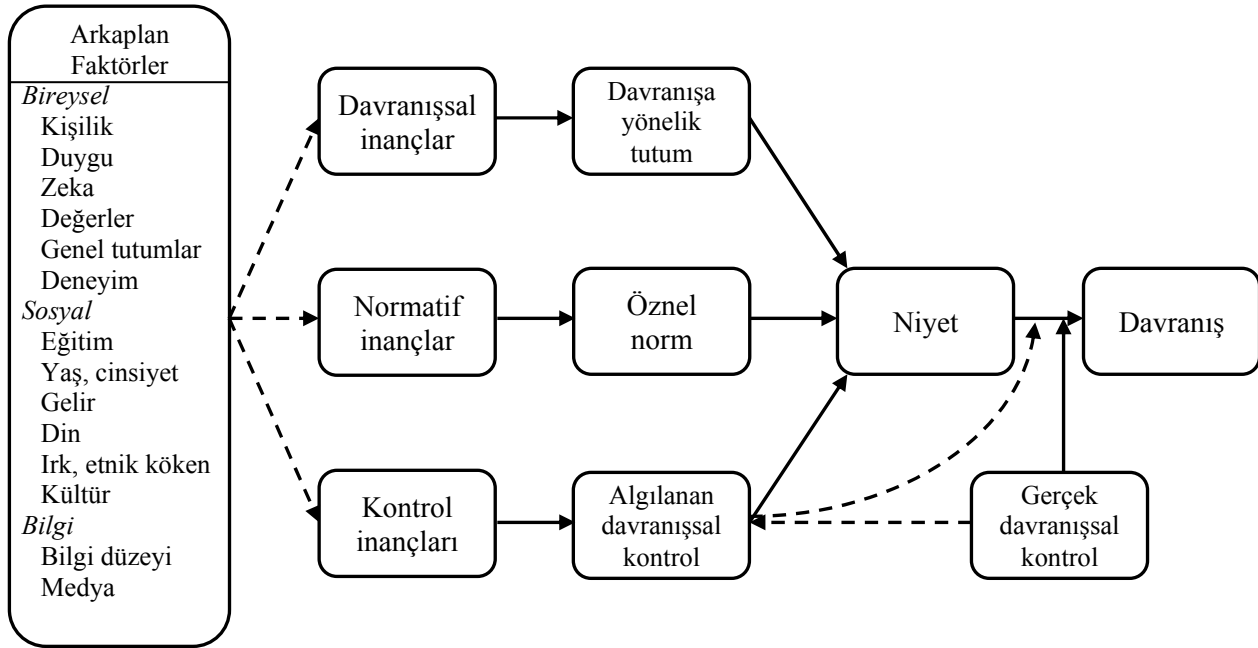 Arkaplan
Faktörler
Bireysel
Kişilik
Duygu
Zeka
Değerler
Genel tutumlar
Deneyim
Sosyal
Eğitim
Yaş, cinsiyet
Gelir
Din
Irk, etnik köken
Kültür
Bilgi
Bilgi düzeyi
Medya
Davranışsal
inançlar
Davranışa
yönelik
tutum
Normatif
inançlar
Öznel
norm
Niyet
Davranış
Kontrol
inançları
Algılanan
davranışsal
kontrol
Gerçek
davranışsal
kontrol